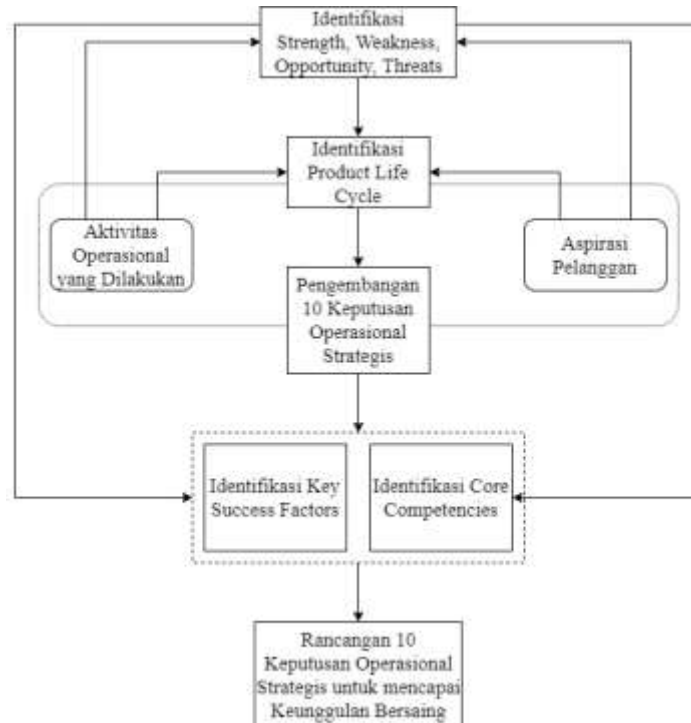 Identifikasi
Strength, Weakness,
Opportunity, Threats
Identifikasi
Product Life
Cycle
Aktivitas
Operasional
yang Dilakukan
Aspirasi
Pelanggan
Pengembangan
10 Keputusan
Operasional
Strategis
Identifikasi Key
Success Factors
Identifikasi Core
Competencies
Rancangan 10
Keputusan Operasional
Strategis untuk mencapai
Keunggulan Bersaing